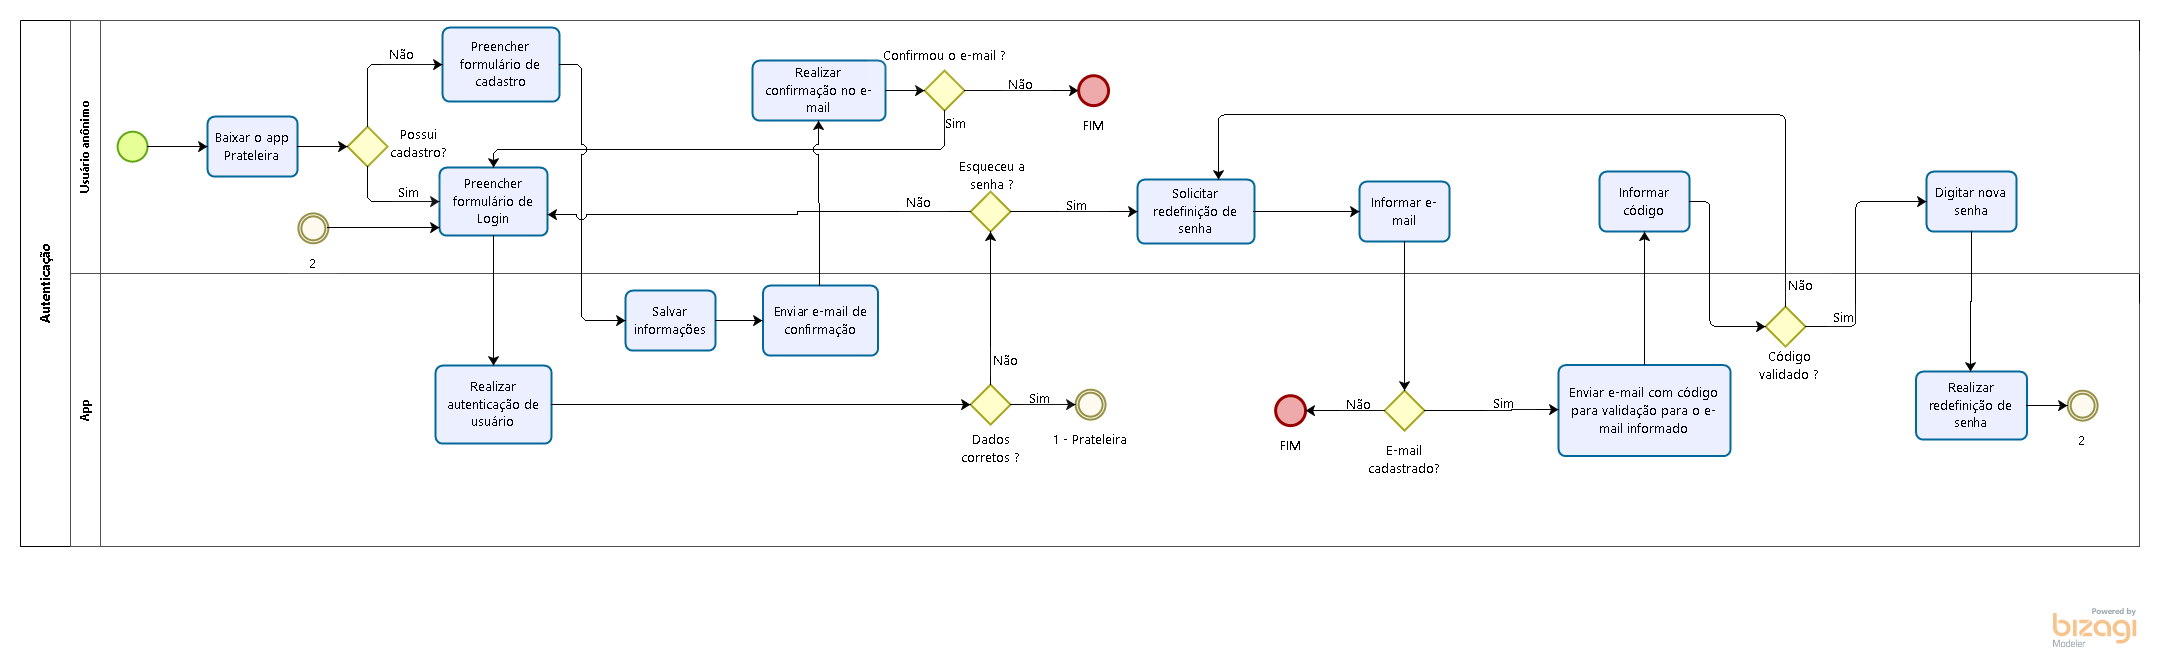 Autenticação
Usuário anônimo
App
Baixar o app
Prateleira
Possui
cadastro?
Não
Sim
Preencher
formulário de
cadastro
Preencher
formulário de
Login
2
Realizar
confirmação no e-
mail
Confirmou o e-mail ?
Não
FIM
Sim
Esqueceu a
senha ?
Não
Sim
Solicitar
redefinição de
senha
Informar e-
mail
Informar
código
Digitar nova
senha
Salvar
informações
Enviar e-mail de
confirmação
Realizar
autenticação de
usuário
Não
Dados
corretos ?
Sim
1 - Prateleira
Não
FIM
E-mail
cadastrado?
Sim
Enviar e-mail com código
para validação para o e-
mail informado
Não
Sim
Código
validado ?
Realizar
redefinição de
senha
2
Powered by
bizagi
Modeler